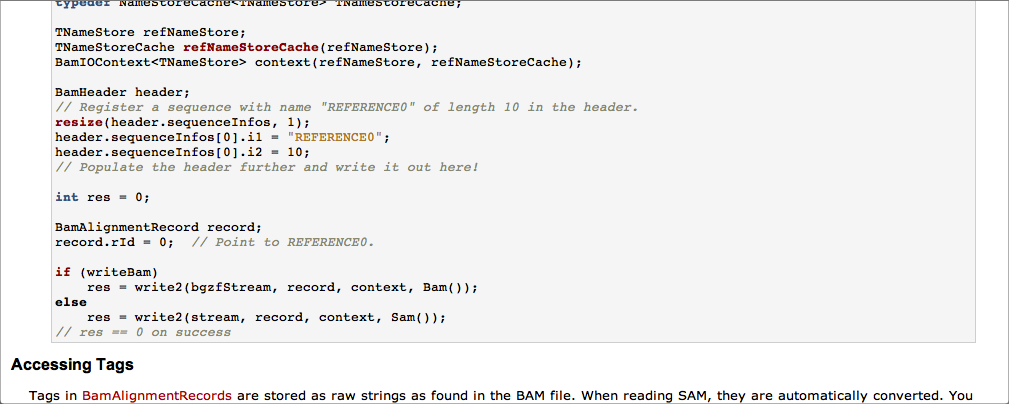 typedef NameStoreCache<TNameStore> TNameStoreCache;
TNameStore refNameStore;
TNameStoreCache refNameStoreCache(refNameStore);
BamIOContext<TNameStore> context(refNameStore, refNameStoreCache);
BamHeader header;
// Register a sequence with name "REFERENCE0" of length 10 in the header.
resize(header.sequenceInfos, 1);
header.sequenceInfos[0].i1 = "REFERENCE0";
header.sequenceInfos[0].i2 = 10;
// Populate the header further and write it out here!
int res = 0;
BamAlignmentRecord record;
record.rId = 0;  // Point to REFERENCE0.
if (writeBam)
    res = write2(bgzfStream, record, context, Bam());
else
    res = write2(stream, record, context, Sam());
// res == 0 on success
Accessing Tags
Tags in BamAlignmentRecords are stored as raw strings as found in the BAM file. When reading SAM, they are automatically converted. You